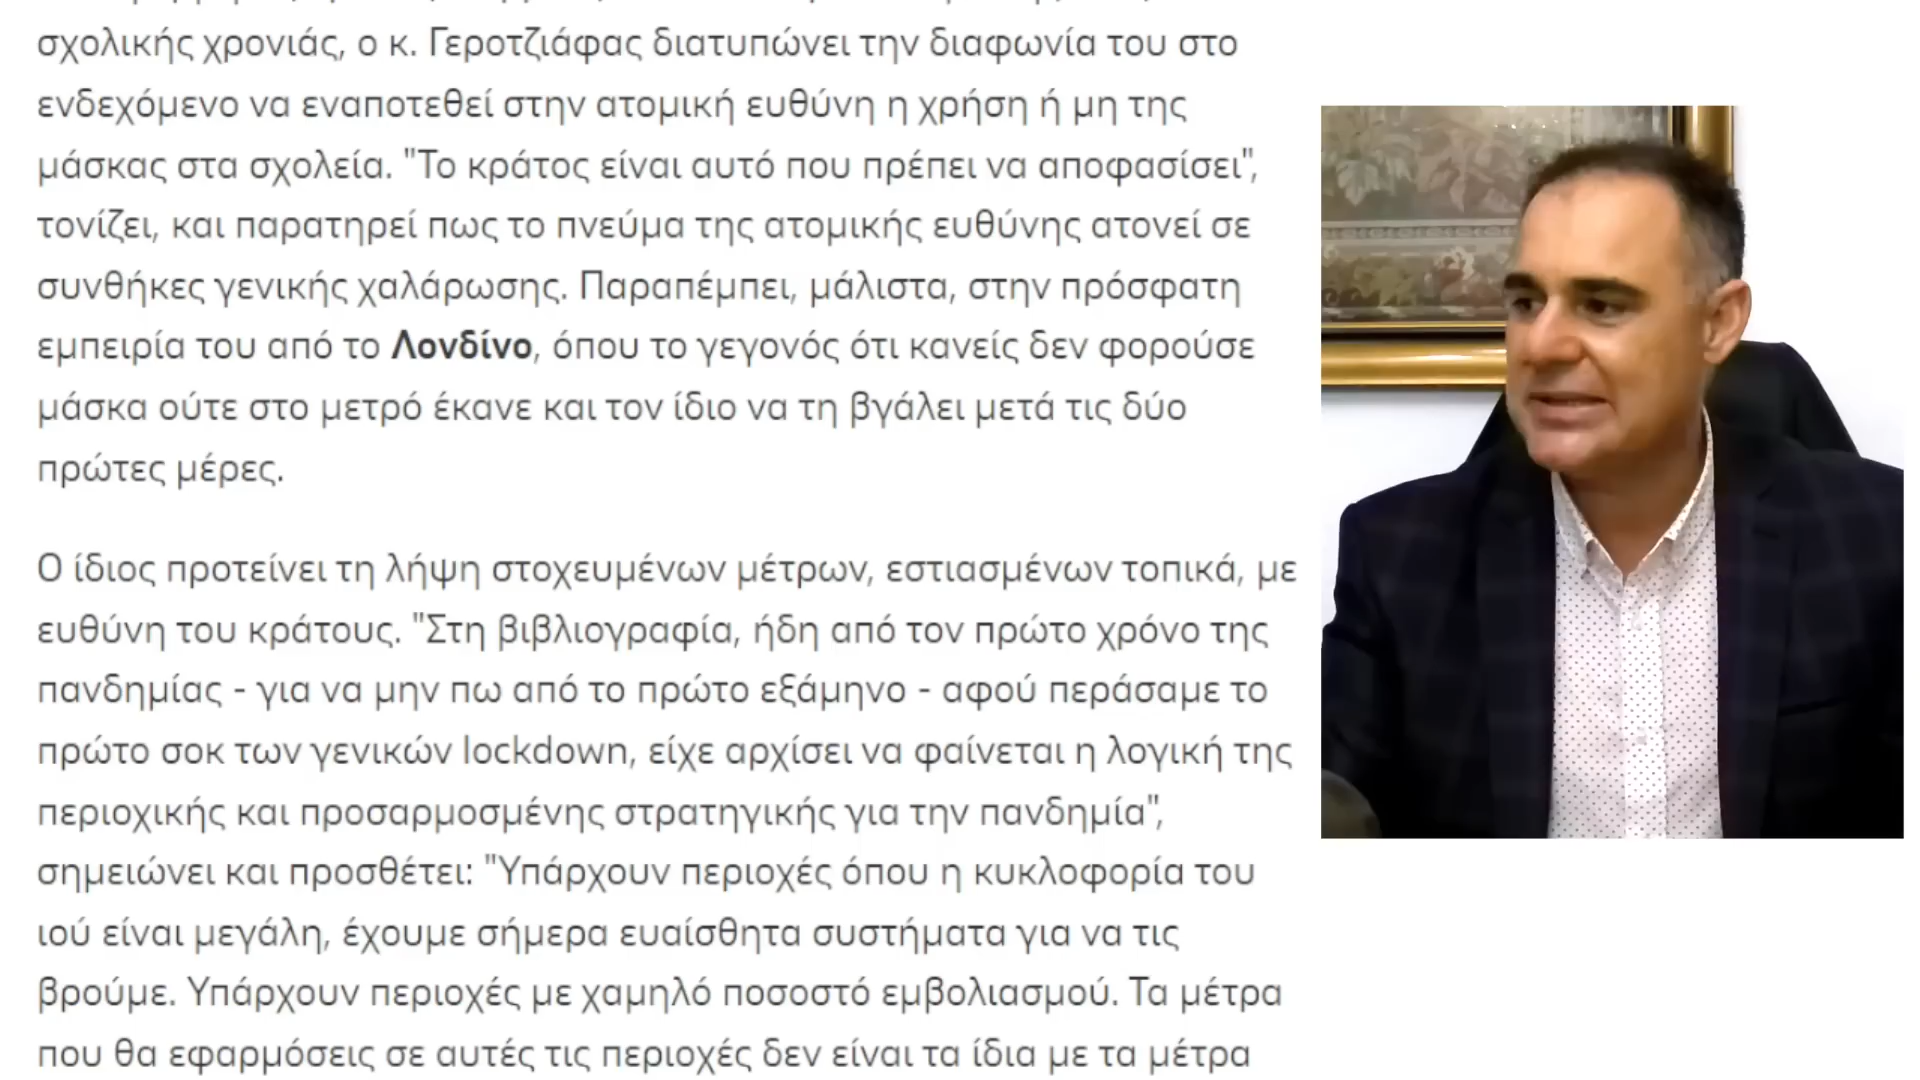 σχολικής χρονιάς, ο κ. Γεροτζιάφας διατυπώνει την διαφωνία του στο
ενδεχόμενο να εναποτεθεί στην ατομική ευθύνη η χρήση ή μη της
μάσκας στα σχολεία. "Το κράτος είναι αυτό που πρέπει να αποφασίσει",
τονίζει, και παρατηρεί πως το πνεύμα της ατομικής ευθύνης ατονεί σε
συνθήκες γενικής χαλάρωσης. Παραπέμπει, μάλιστα, στην πρόσφατη
εμπειρία του από το Λονδίνο, όπου το γεγονός ότι κανείς δεν φορούσε
μάσκα ούτε στο μετρό έκανε και τον ίδιο να τη βγάλει μετά τις δύο
πρώτες μέρες.
Ο ίδιος προτείνει τη λήψη στοχευμένων μέτρων, εστιασμένων τοπικά, με
ευθύνη του κράτους. "Στη βιβλιογραφία, ήδη από τον πρώτο χρόνο της
πανδημίας - για να μην πω από το πρώτο εξάμηνο - αφού περάσαμε το
πρώτο σοκ των γενικών lockdown, είχε αρχίσει να φαίνεται η λογική της
περιοχικής και προσαρμοσμένης στρατηγικής για την πανδημία",
σημειώνει και προσθέτει: "Υπάρχουν περιοχές όπου η κυκλοφορία του
ιού είναι μεγάλη, έχουμε σήμερα ευαίσθητα συστήματα για να τις
βρούμε. Υπάρχουν περιοχές με χαμηλό ποσοστό εμβολιασμού. Τα μέτρα
που θα εφαρμόσεις σε αυτές τις περιοχές δεν είναι τα ίδια με τα μέτρα